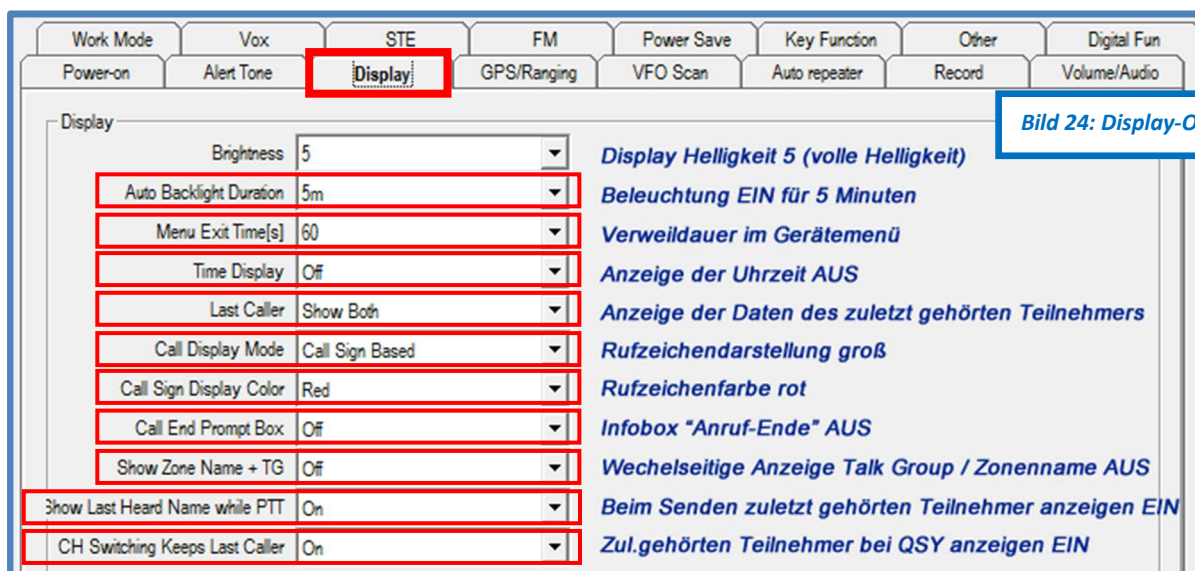 Work Mode Vox STE FM Power Save Key Function Other Digital Fun
Power-on Alert Tone Display GPS/Ranging VFO Scan Auto repeater Record Volume/Audio
Bild 24: Display-O
Display
Brightness 5 Display Helligkeit 5 (volle Helligkeit)
Auto Backlight Duration 5m Beleuchtung EIN für 5 Minuten
Menu Exit Time[s] 60 Verweildauer im Gerätemenü
Time Display Off Anzeige der Uhrzeit AUS
Last Caller Show Both Anzeige der Daten des zuletzt gehörten Teilnehmers
Call Display Mode Call Sign Based Rufzeichendarstellung groß
Call Sign Display Color Red Rufzeichenfarbe rot
Call End Prompt Box Off Infobox "Anruf-Ende" AUS
Show Zone Name + TG Off Wechelseitige Anzeige Talk Group / Zonenname AUS
Show Last Heard Name while PTT On Beim Senden zuletzt gehörten Teilnehmer anzeigen EIN
CH Switching Keeps Last Caller On Zul.gehörten Teilnehmer bei QSY anzeigen EIN